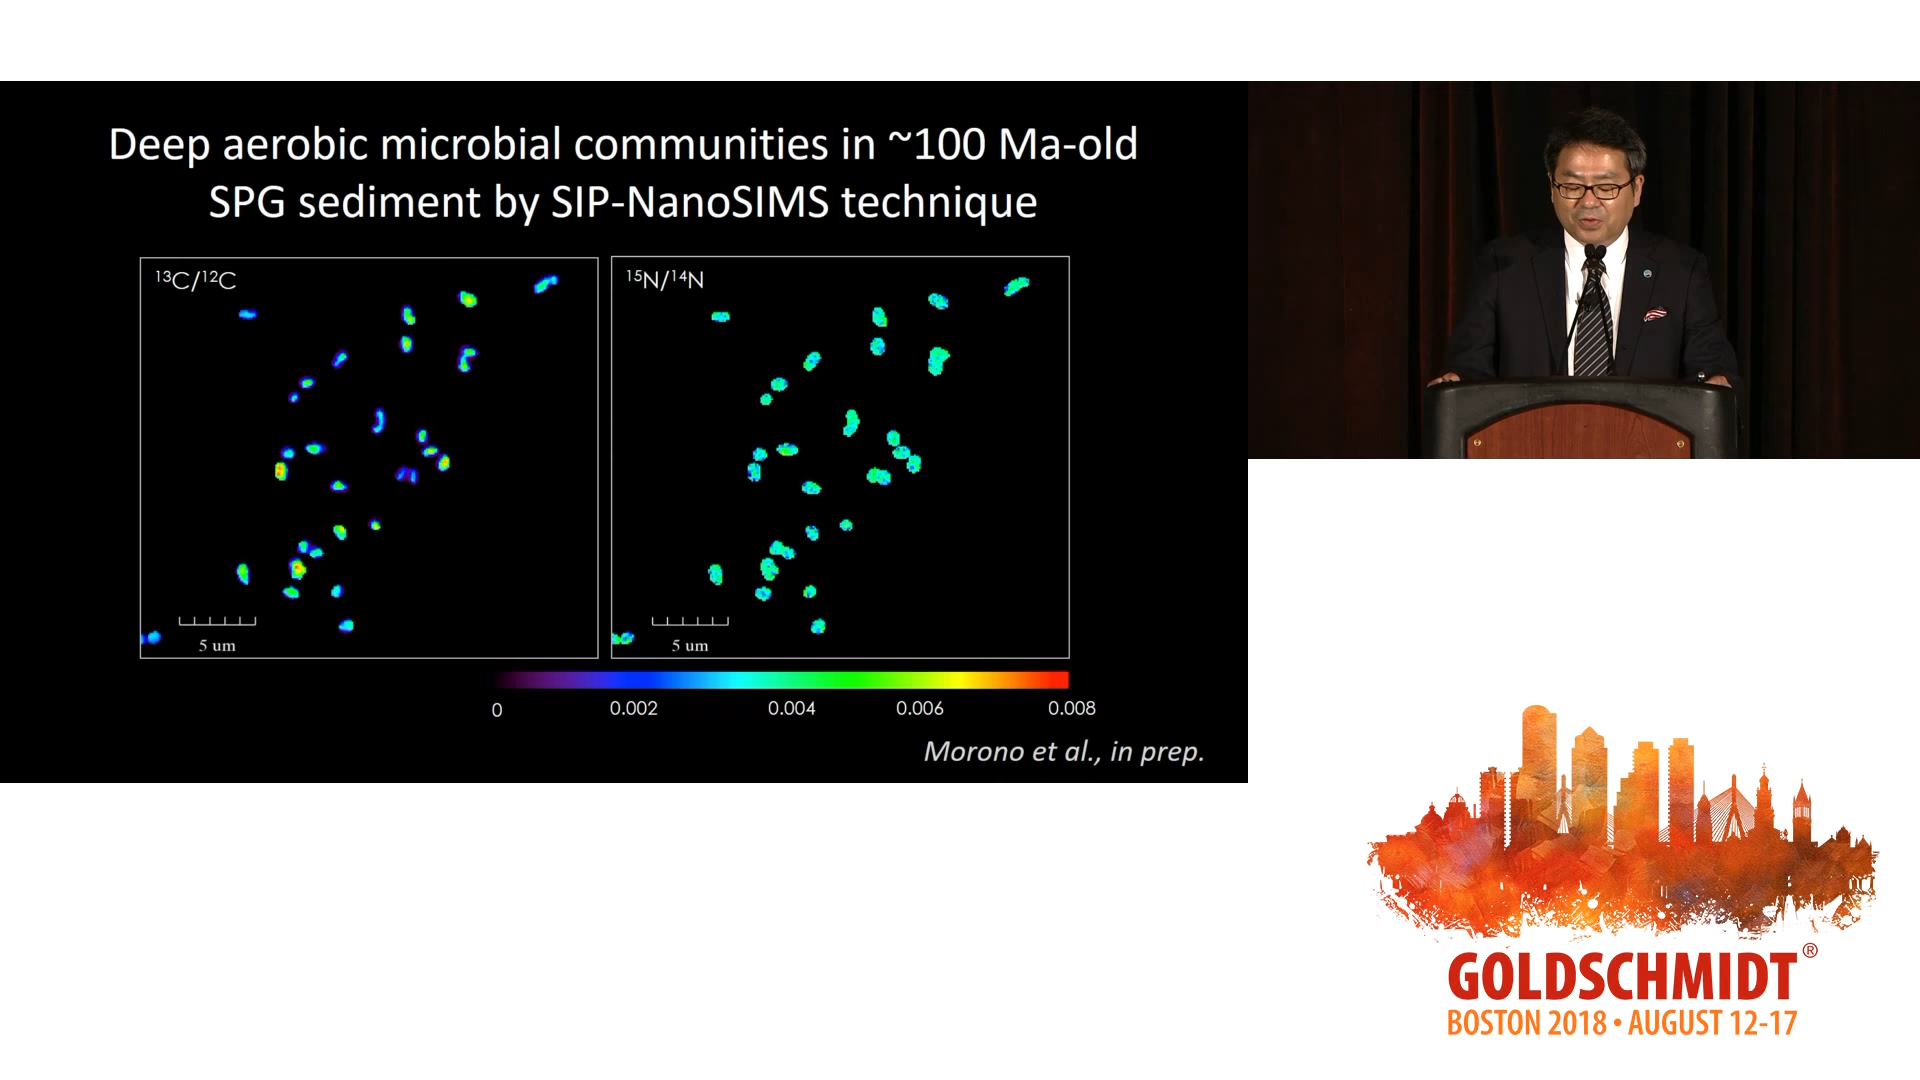 Deep aerobic microbial communities in ~100 Ma-old
SPG sediment by SIP-NanoSIMS technique
¹³C/¹²C
¹⁵N/¹⁴N
5 um
5 um
0
0.002
0.004
0.006
0.008
Morono et al., in prep.
GOLDSCHMIDT®
BOSTON 2018 • AUGUST 12-17